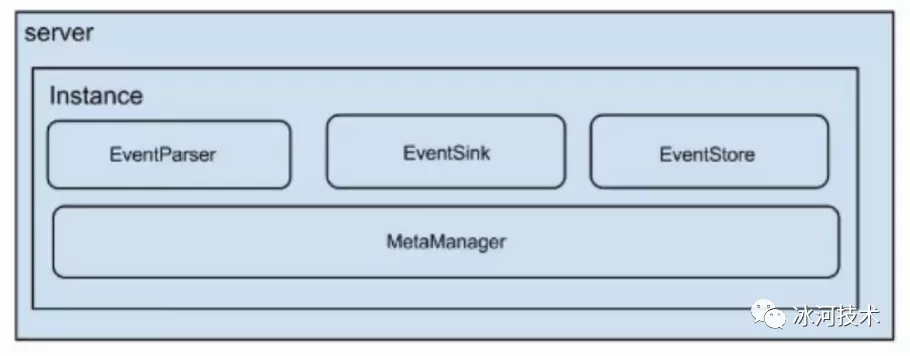 server
Instance
EventParser
EventSink
EventStore
MetaManager
冰河技术